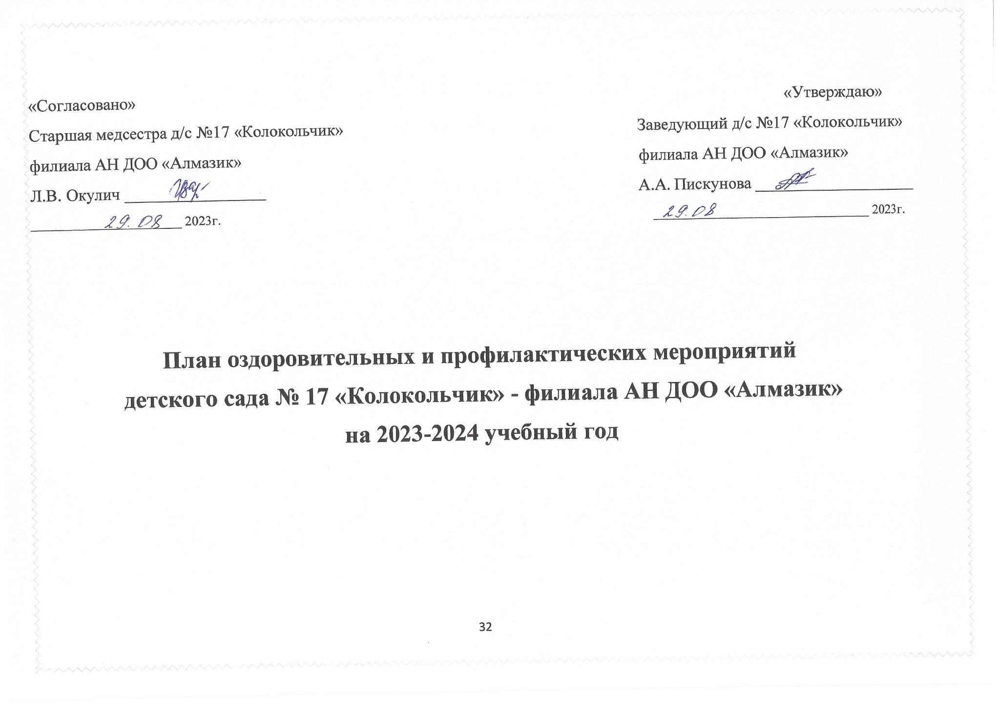 «Согласовано»
Старшая медсестра д/с №17 «Колокольчик»
филиала АН ДОО «Алмазик»
Л.В. Окулич
29.08 2023г.
«Утверждаю»
Заведующий д/с №17 «Колокольчик»
филиала АН ДОО «Алмазик»
А.А. Пискунова
29.08 2023г.
План оздоровительных и профилактических мероприятий
детского сада № 17 «Колокольчик» - филиала АН ДОО «Алмазик»
на 2023-2024 учебный год
32